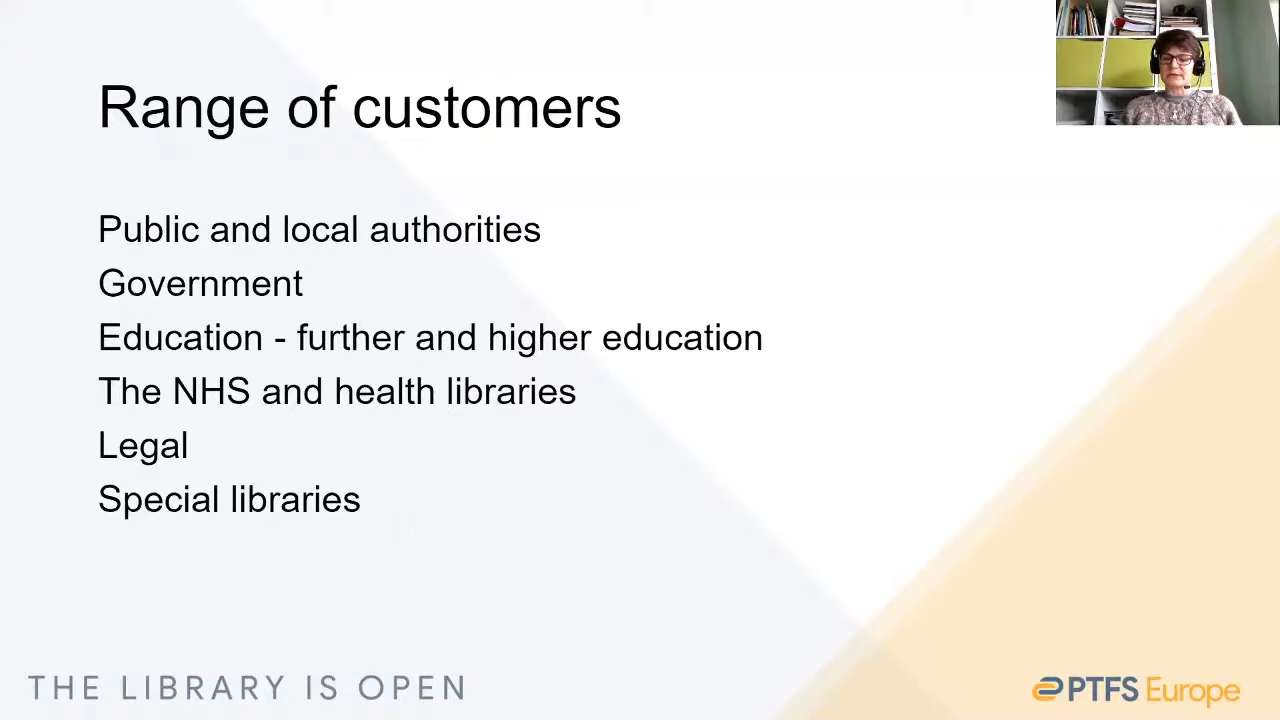 Range of customers
Public and local authorities
Government
Education - further and higher education
The NHS and health libraries
Legal
Special libraries
THE LIBRARY IS OPEN
PTFS Europe